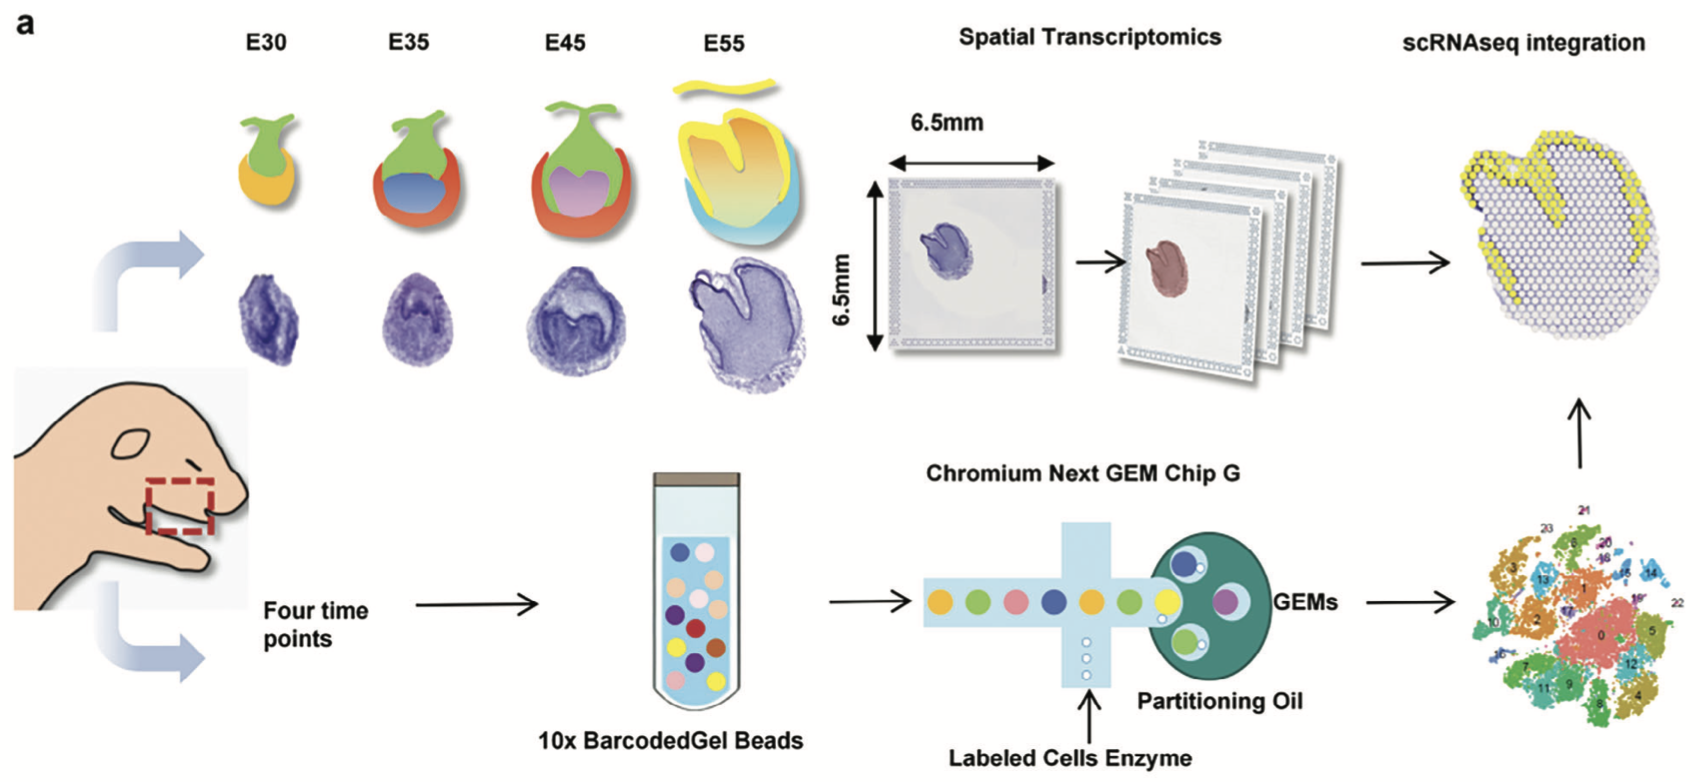 a
E30 E35 E45 E55
Spatial Transcriptomics
scRNAseq integration
6.5mm
6.5mm
Four time
points
10x BarcodedGel Beads
Chromium Next GEM Chip G
GEMs
Partitioning Oil
Labeled Cells Enzyme
21
23
6
20
3
18
13
15
14
1
17
19
22
10
2
0
5
16
7
12
11
9
8
4